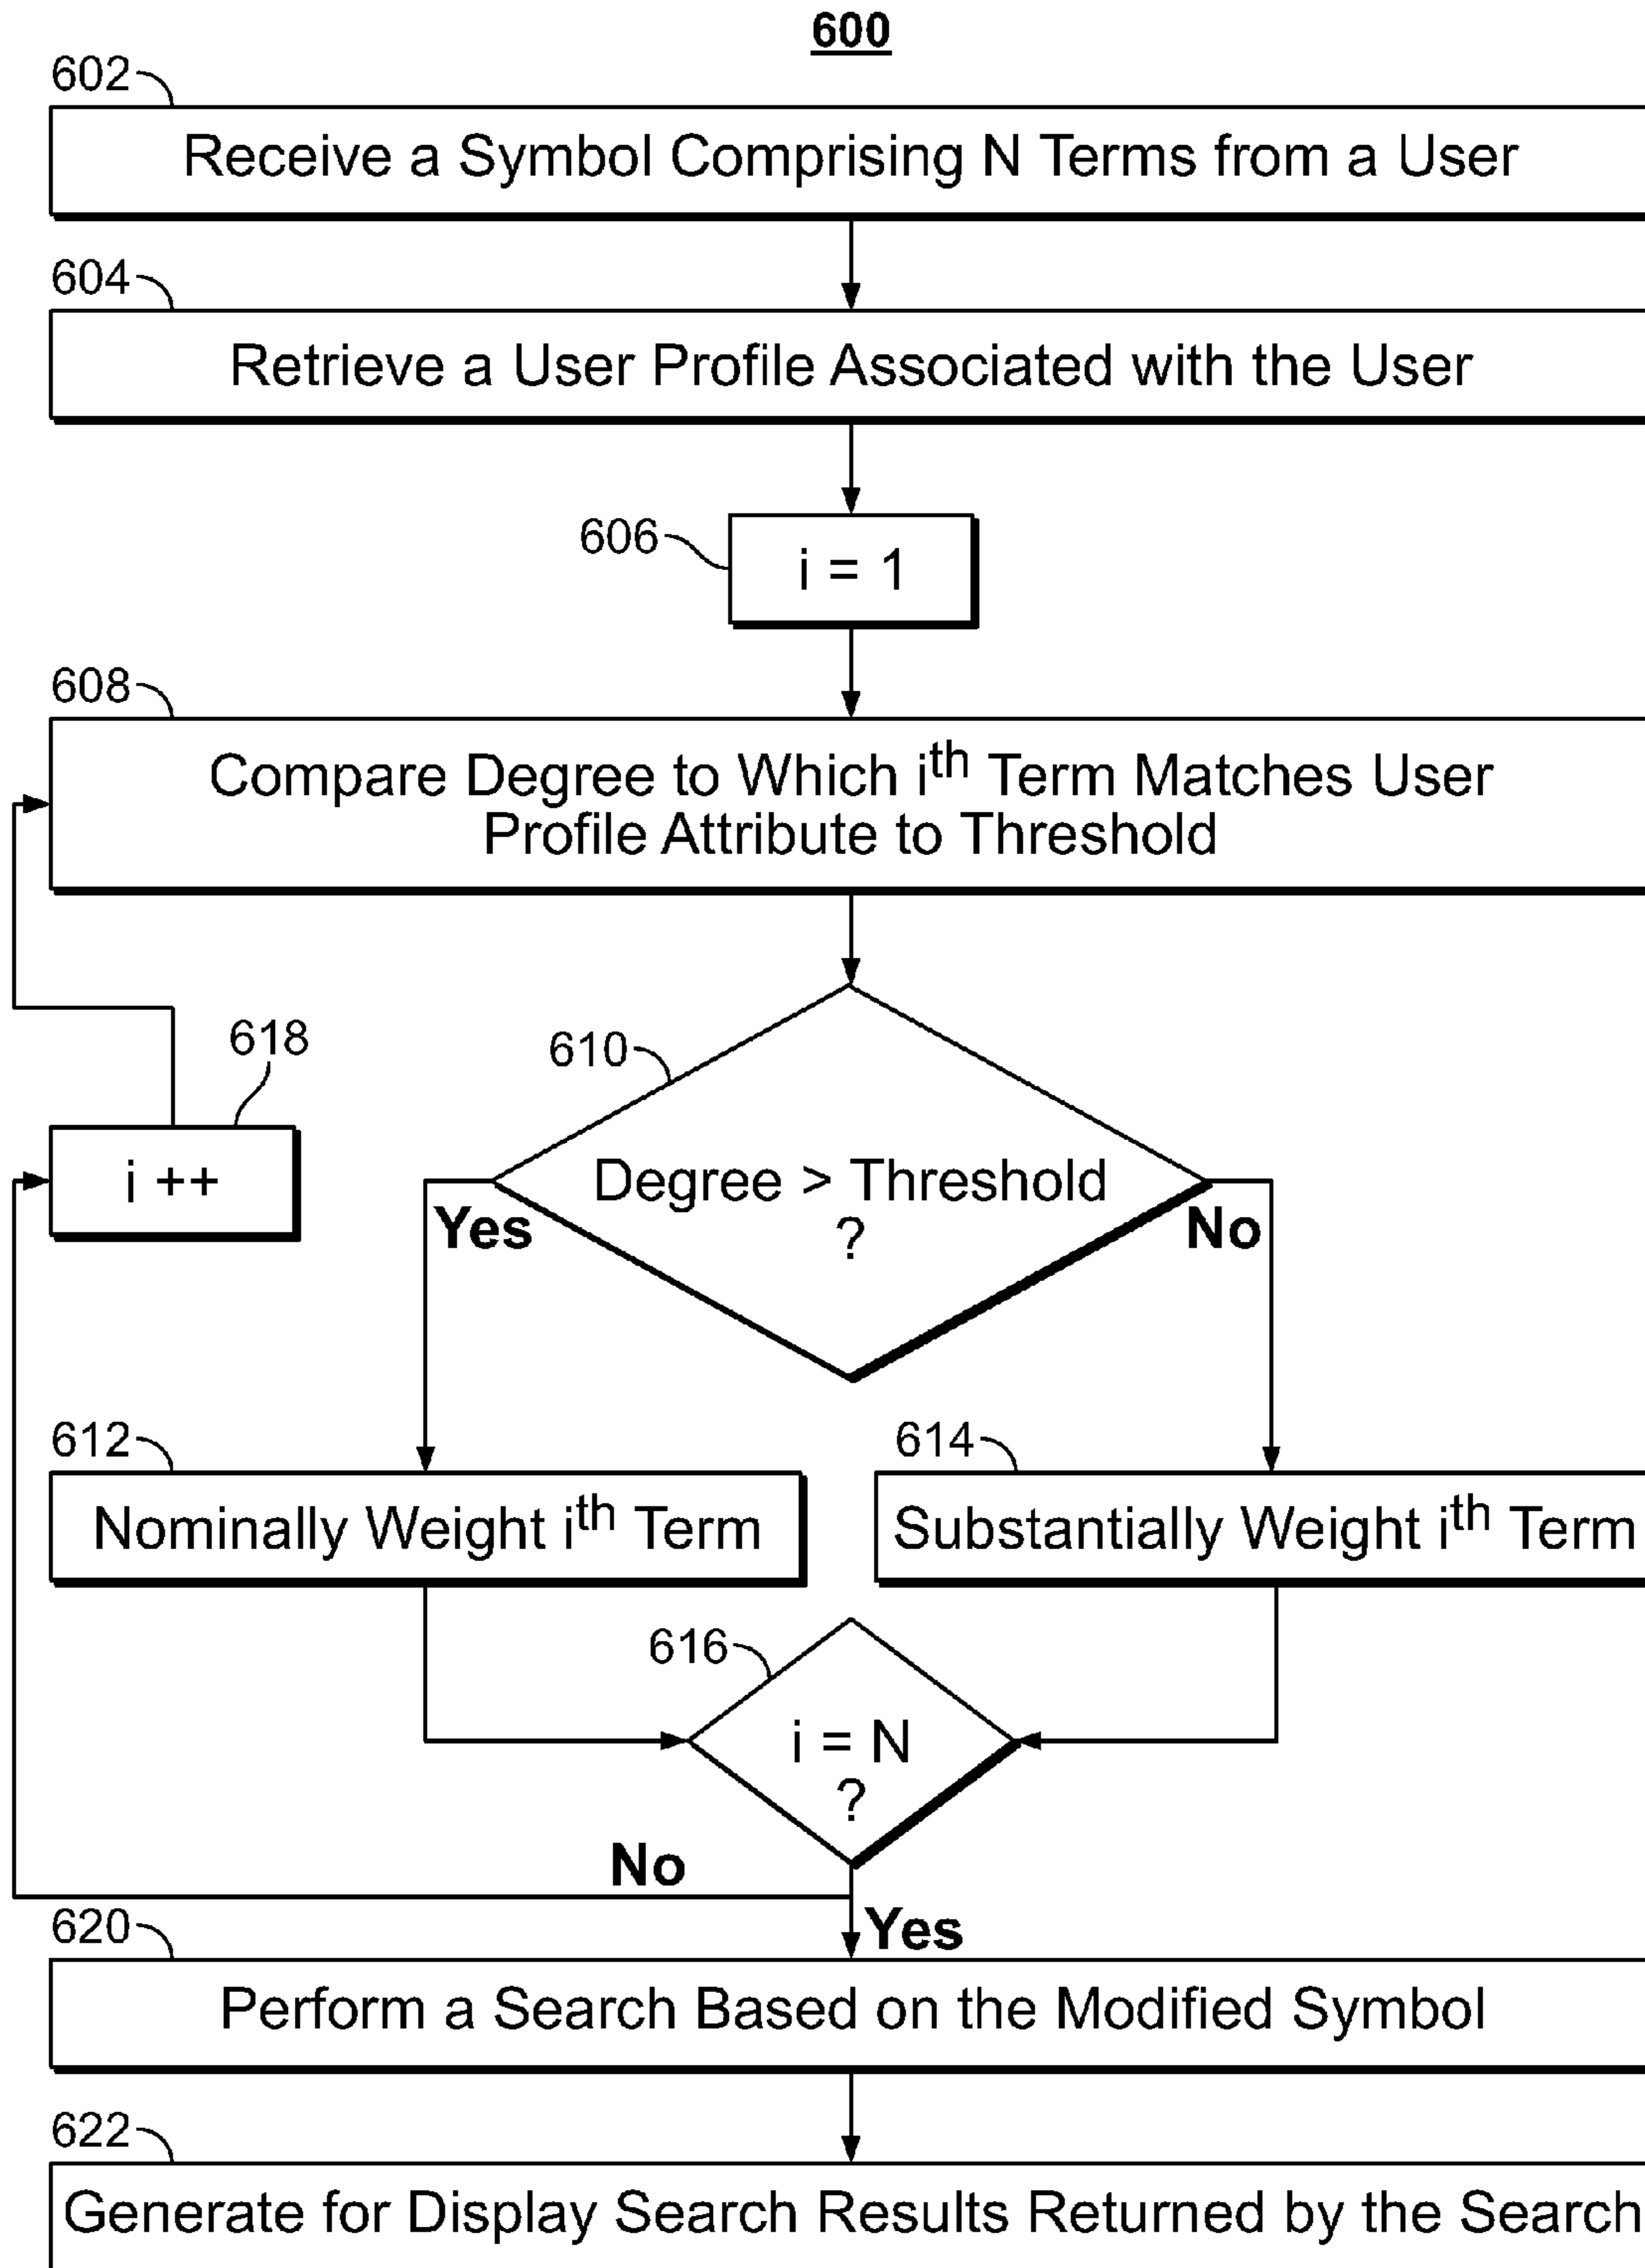 600
602
Receive a Symbol Comprising N Terms from a User
604
Retrieve a User Profile Associated with the User
606
i = 1
608
Compare Degree to Which ith Term Matches User
Profile Attribute to Threshold
618
i ++
610
Degree > Threshold
?
Yes
No
612
Nominally Weight ith Term
614
Substantially Weight ith Term
616
i = N
?
No
Yes
620
Perform a Search Based on the Modified Symbol
622
Generate for Display Search Results Returned by the Search